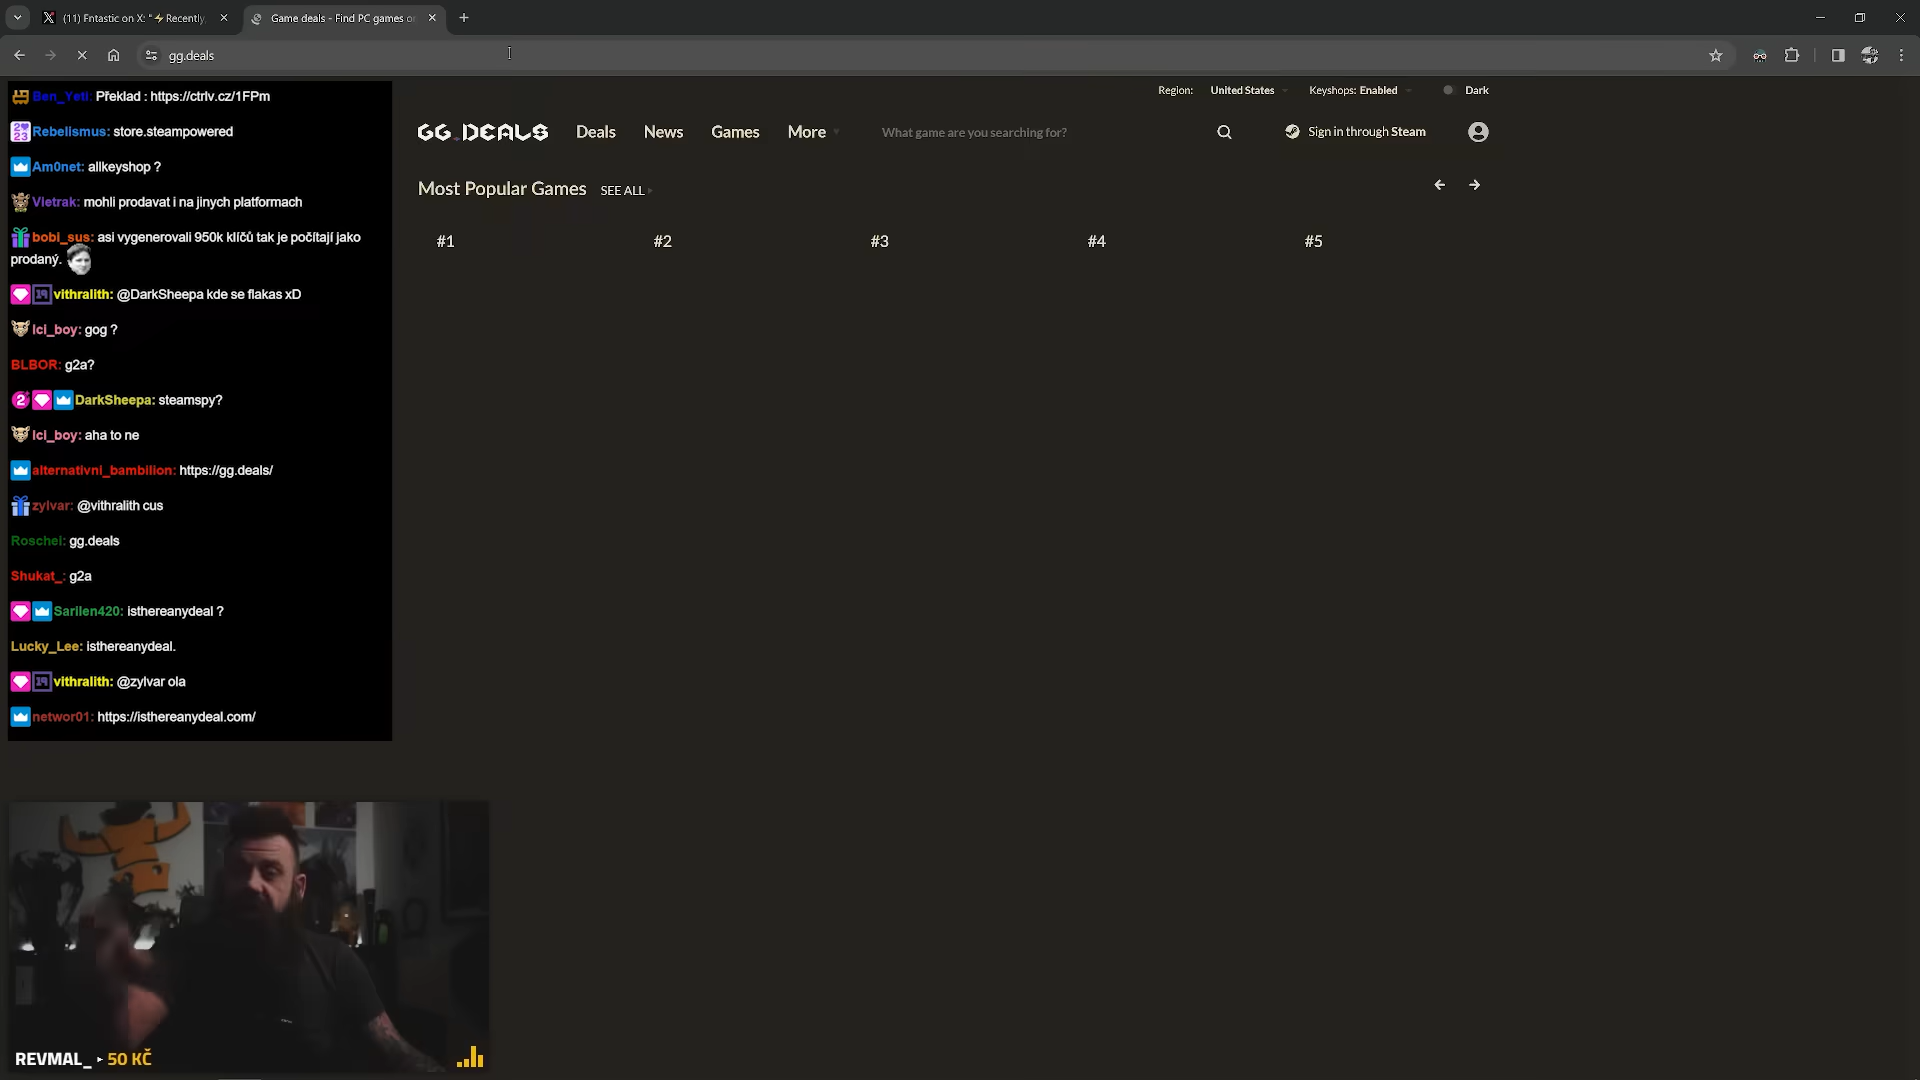 (11) Fntastic on X: "⚡Recently,
Game deals - Find PC games or
gg.deals
Ben_Yeti: Překlad : https://ctrlv.cz/1FPm
Rebelismus: store.steampowered
Am0net: allkeyshop ?
Vletrak: mohli prodavat i na jinych platformach
bobi_sus: asi vygenerovali 950k klíčů tak je počítají jako
prodaný.
vithralith: @DarkSheepa kde se flakas xD
Ici_boy: gog ?
BLBOR: g2a?
DarkSheepa: steamspy?
Ici_boy: aha to ne
alternativni_bambilion: https://gg.deals/
zylvar: @vithralith cus
Roschei: gg.deals
Shukat_: g2a
Sarilen420: isthereanydeal ?
Lucky_Lee: isthereanydeal.
vithralith: @zylvar ola
networ01: https://isthereanydeal.com/
Region: United States Keyshops: Enabled Dark
GG.DEALS Deals News Games More What game are you searching for? Sign in through Steam
Most Popular Games SEE ALL
#1 #2 #3 #4 #5
REVMAL_ ▸ 50 KČ